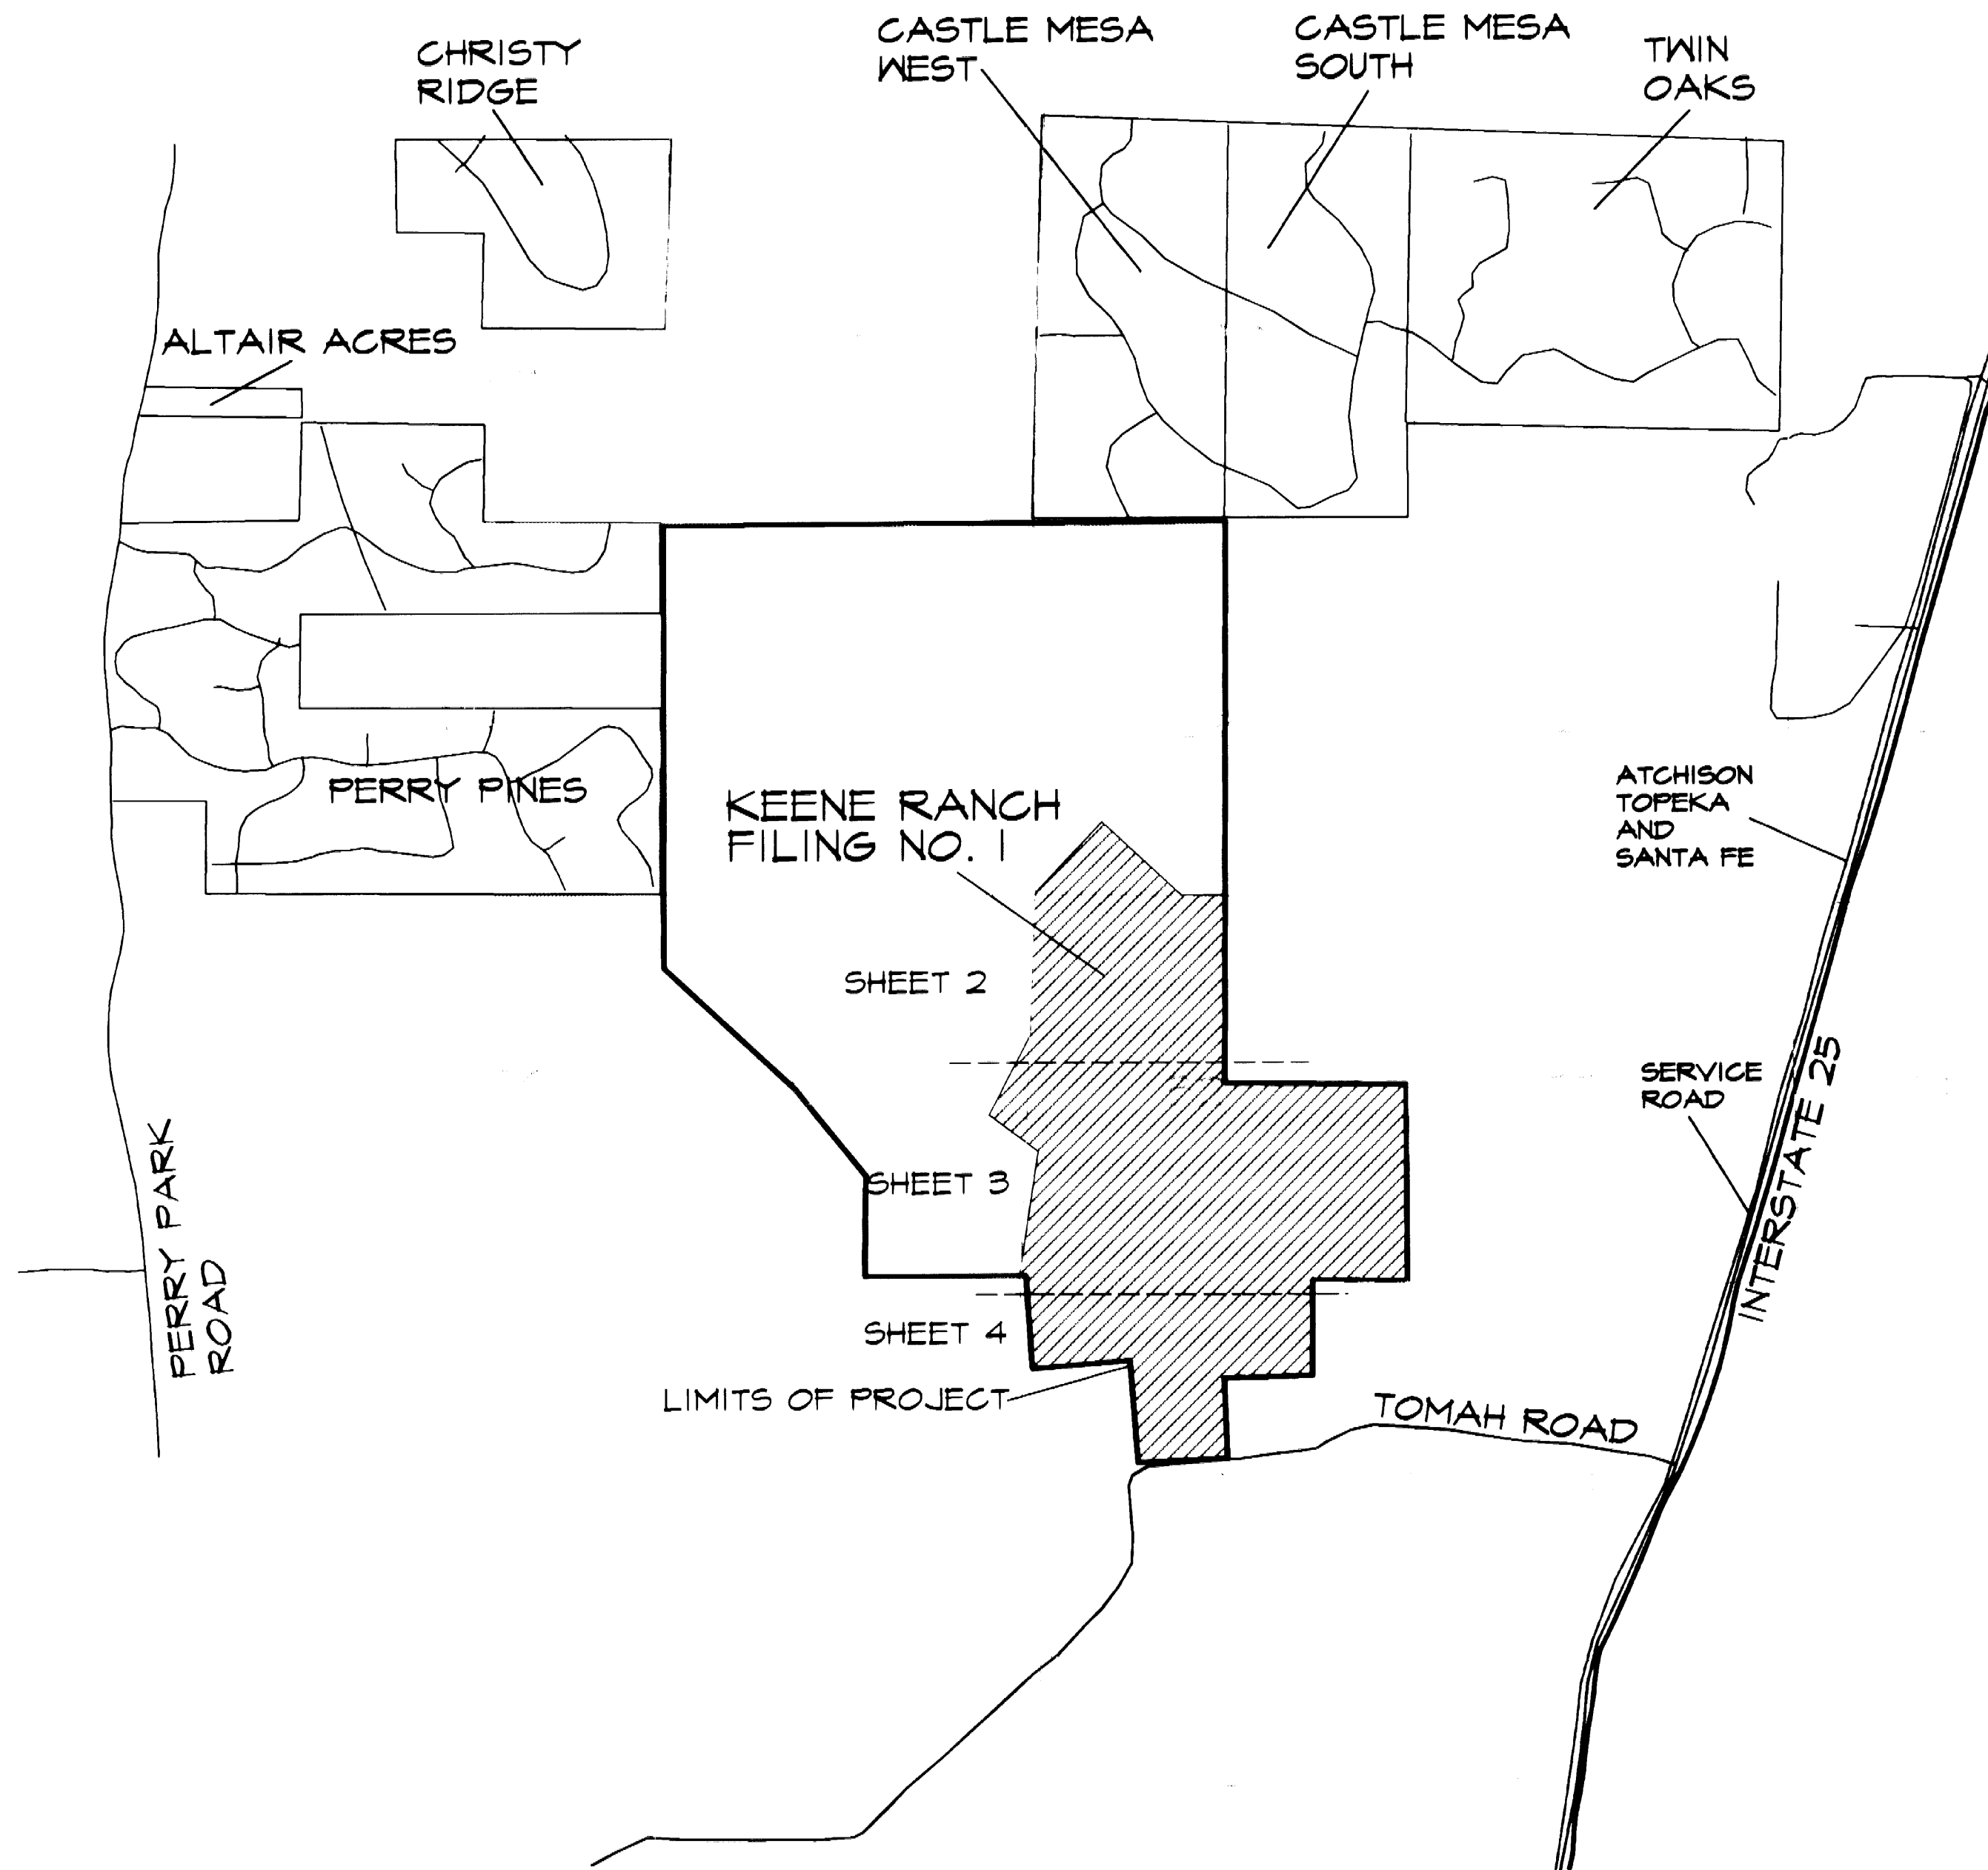 CHRISTY
RIDGE
CASTLE MESA
WEST
CASTLE MESA
SOUTH
TWIN
OAKS
ALTAIR ACRES
PERRY PINES
KEENE RANCH
FILING NO. 1
ATCHISON
TOPEKA
AND
SANTA FE
SHEET 2
SERVICE
ROAD
INTERSTATE 25
PERRY PARK
ROAD
SHEET 3
SHEET 4
LIMITS OF PROJECT
TOMAH ROAD